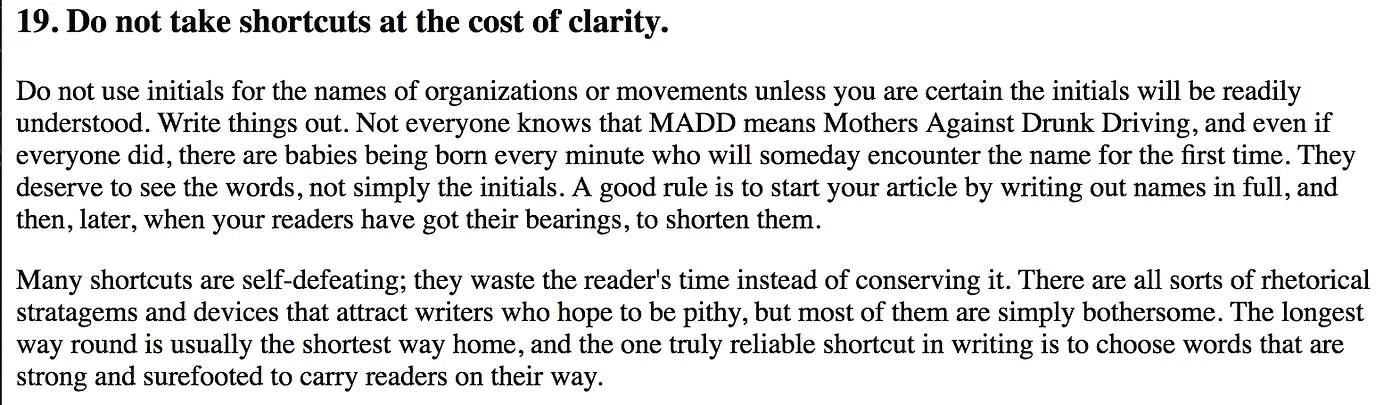 19. Do not take shortcuts at the cost of clarity.
Do not use initials for the names of organizations or movements unless you are certain the initials will be readily
understood. Write things out. Not everyone knows that MADD means Mothers Against Drunk Driving, and even if
everyone did, there are babies being born every minute who will someday encounter the name for the first time. They
deserve to see the words, not simply the initials. A good rule is to start your article by writing out names in full, and
then, later, when your readers have got their bearings, to shorten them.
Many shortcuts are self-defeating; they waste the reader's time instead of conserving it. There are all sorts of rhetorical
stratagems and devices that attract writers who hope to be pithy, but most of them are simply bothersome. The longest
way round is usually the shortest way home, and the one truly reliable shortcut in writing is to choose words that are
strong and surefooted to carry readers on their way.